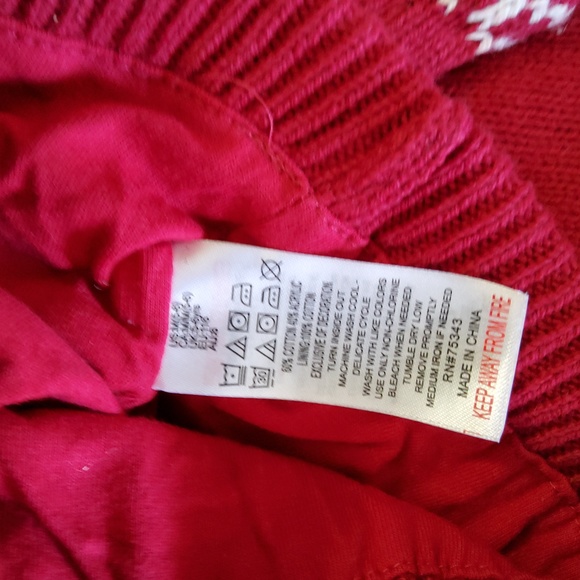 60% COTTON 40% ACRYLIC
LINING:100% COTTON
EXCLUSIVE OF DECORATION
TURN INSIDE OUT
MACHINE WASH COOL-
DELICATE CYCLE
WASH WITH LIKE COLORS
USE ONLY NON-CHLORINE
BLEACH WHEN NEEDED
TUMBLE DRY LOW
REMOVE PROMPTLY
MEDIUM IRON IF NEEDED
RN#75343
MADE IN CHINA
KEEP AWAY FROM FIRE